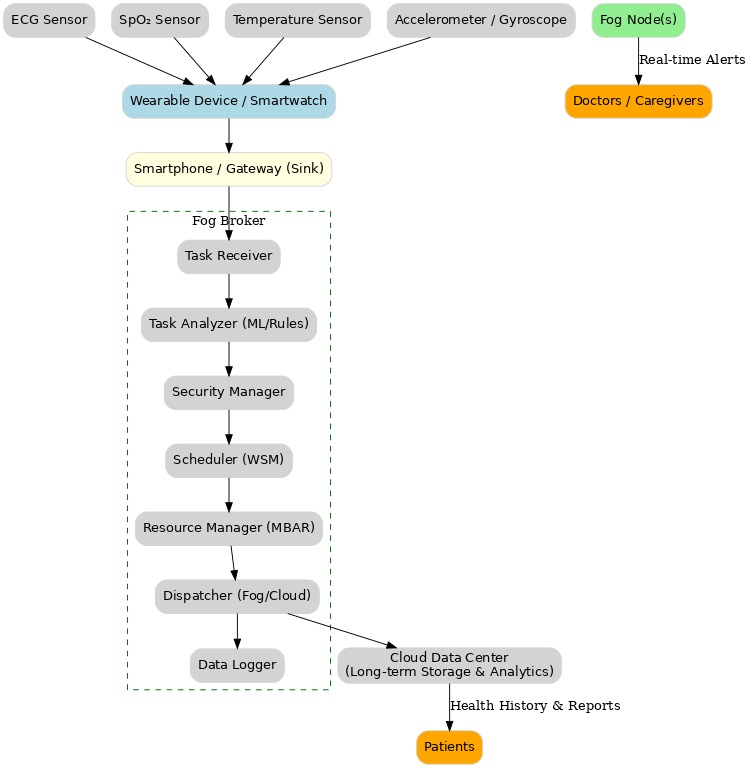 ECG Sensor
SpO₂ Sensor
Temperature Sensor
Accelerometer / Gyroscope
Fog Node(s)
Real-time Alerts
Wearable Device / Smartwatch
Doctors / Caregivers
Smartphone / Gateway (Sink)
Fog Broker
Task Receiver
Task Analyzer (ML/Rules)
Security Manager
Scheduler (WSM)
Resource Manager (MBAR)
Dispatcher (Fog/Cloud)
Data Logger
Cloud Data Center
(Long-term Storage & Analytics)
Health History & Reports
Patients